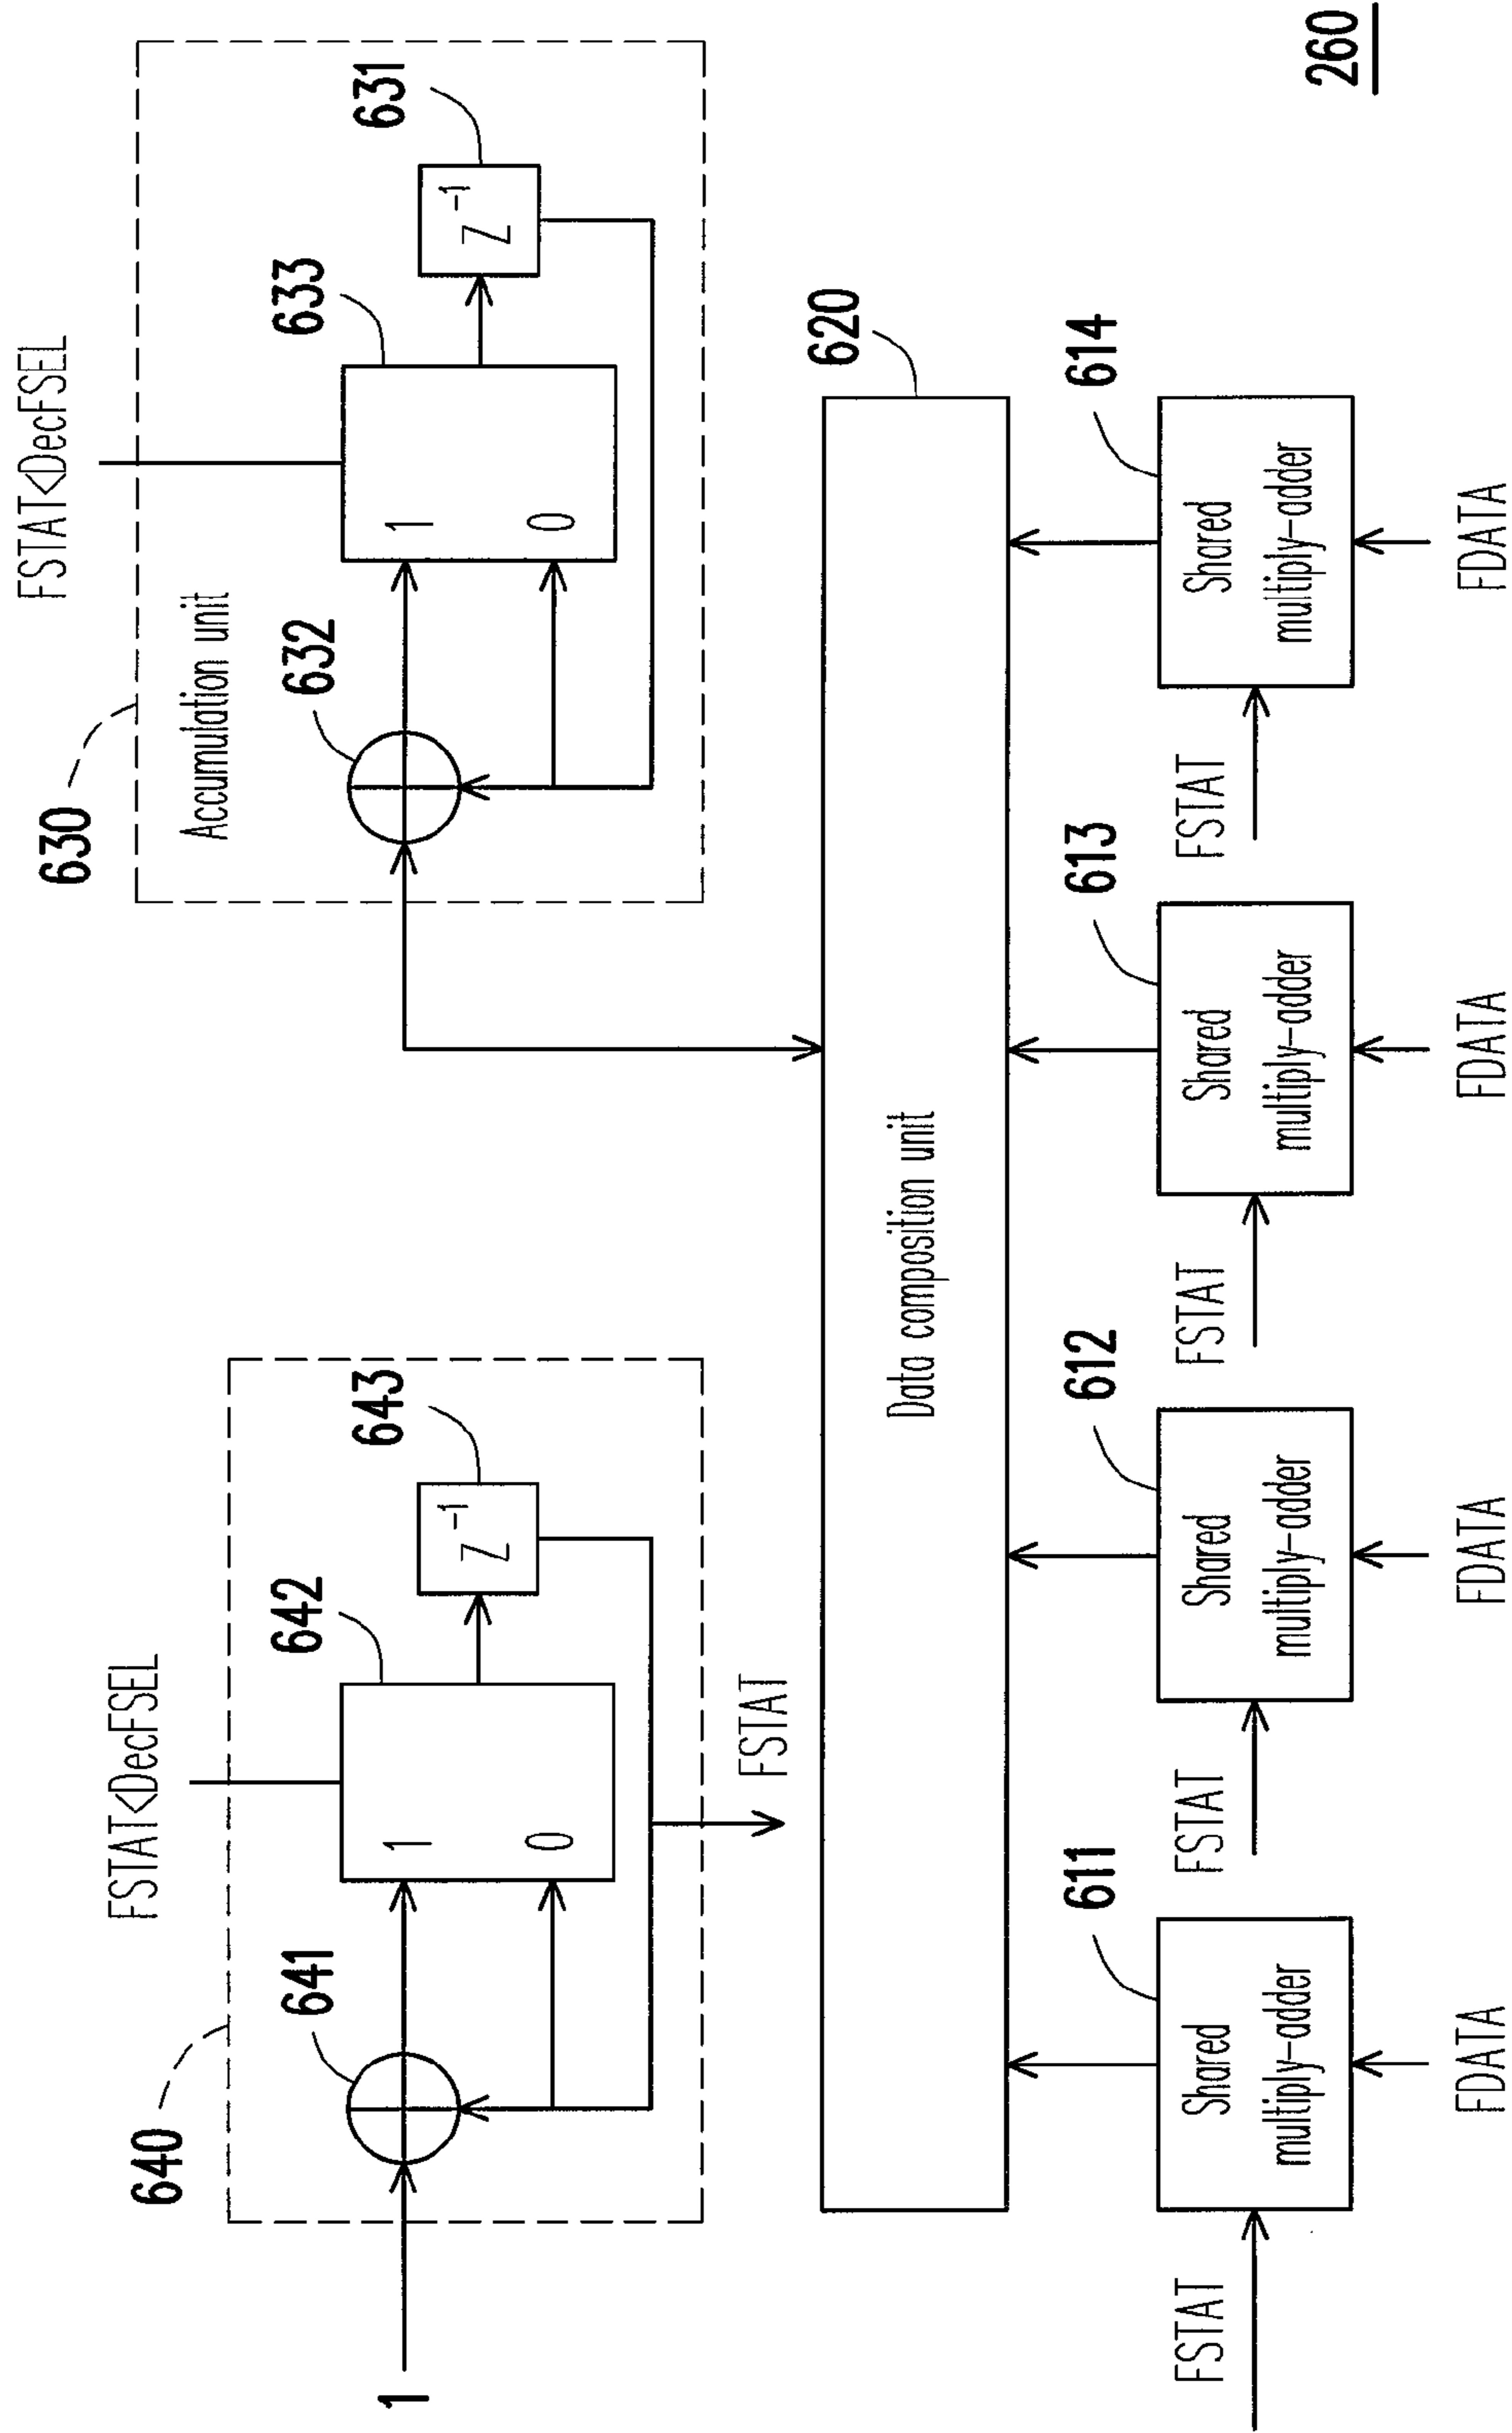 FSTAT<DecFSEL
640
641
642
643
1
1
0
Z⁻¹
FSTAT
FSTAT<DecFSEL
630
Accumulation unit
632
633
631
1
0
Z⁻¹
620
Data composition unit
611
Shared
multiply-adder
FSTAT
FDATA
612
Shared
multiply-adder
FSTAT
FDATA
613
Shared
multiply-adder
FSTAT
FDATA
614
Shared
multiply-adder
FSTAT
FDATA
260